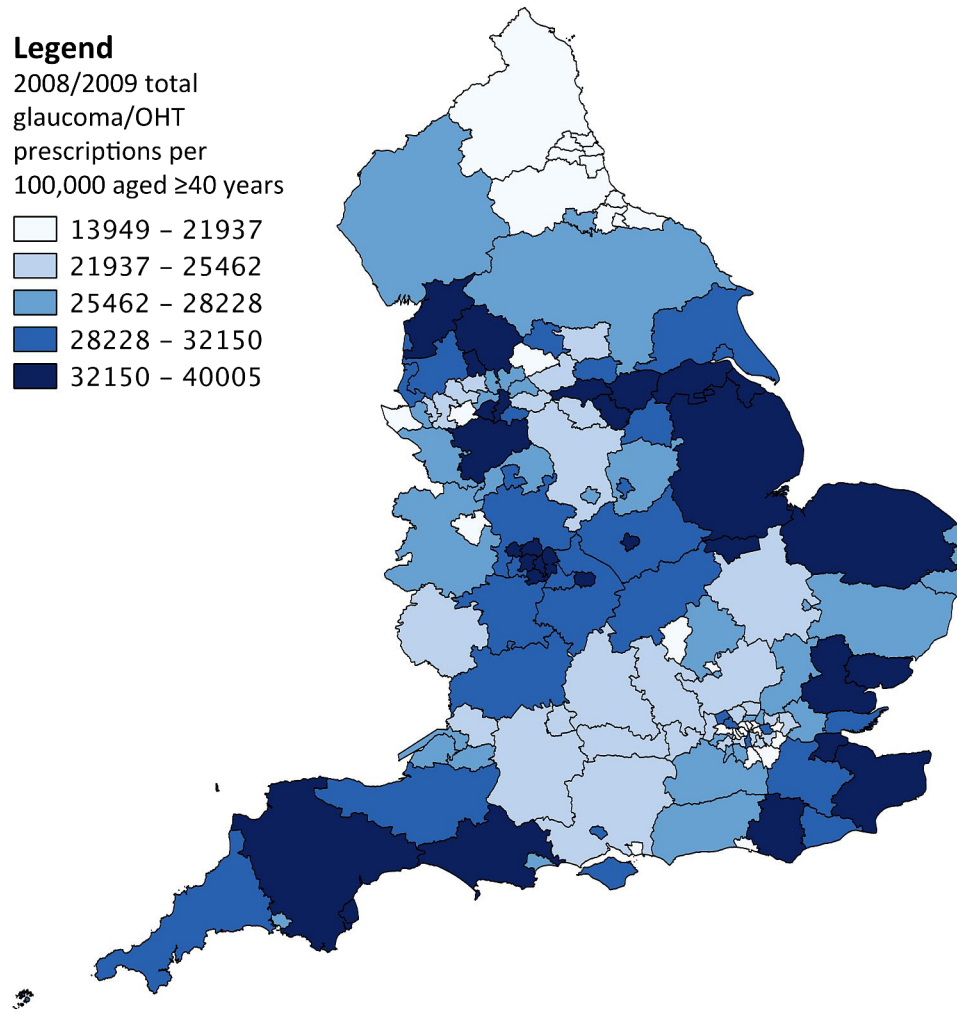 Legend
2008/2009 total
glaucoma/OHT
prescriptions per
100,000 aged ≥40 years
13949 – 21937
21937 – 25462
25462 – 28228
28228 – 32150
32150 – 40005